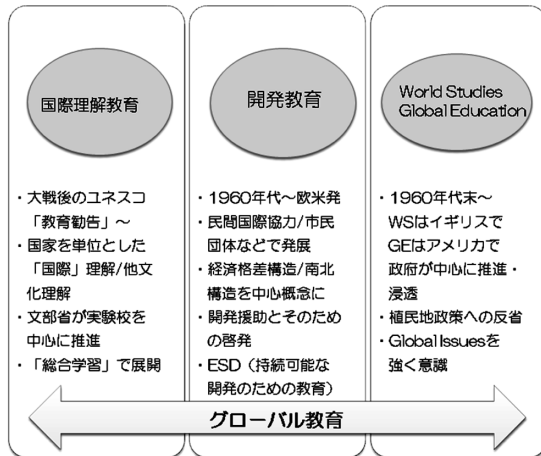 国際理解教育
・大戦後のユネスコ
「教育勧告」～
・国家を単位とした
「国際」理解/他文
化理解
・文部省が実験校を
中心に推進
・「総合学習」で展開
開発教育
・1960年代～欧米発
・民間国際協力/市民
団体などで発展
・経済格差構造/南北
構造を中心概念に
・開発援助とそのため
の啓発
・ESD（持続可能な
開発のための教育）
World Studies
Global Education
・1960年代末～
WSはイギリスで
GEはアメリカで
政府が中心に推進・
浸透
・植民地政策への反省
・Global Issuesを
強く意識
グローバル教育